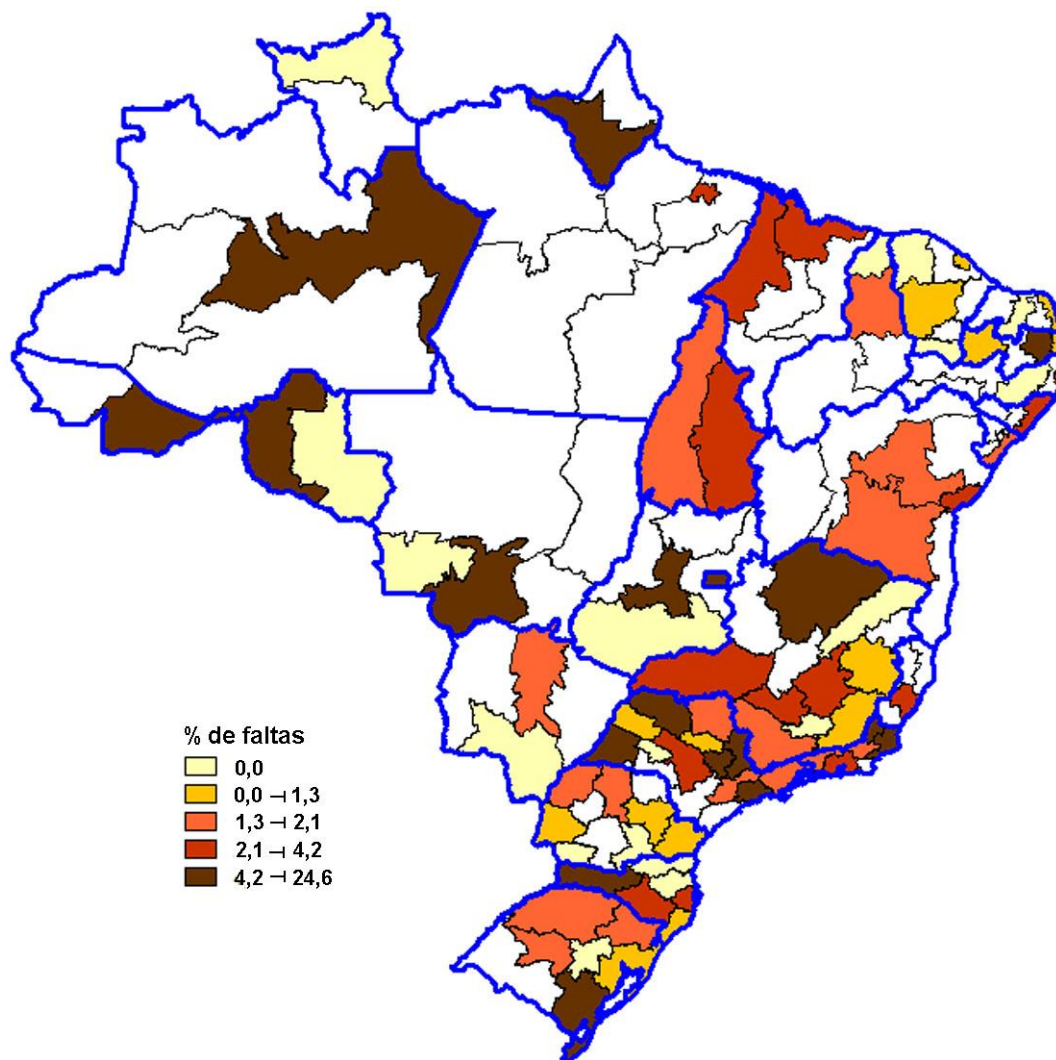 % de faltas
0,0
0,0 ⊣ 1,3
1,3 ⊣ 2,1
2,1 ⊣ 4,2
4,2 ⊣ 24,6